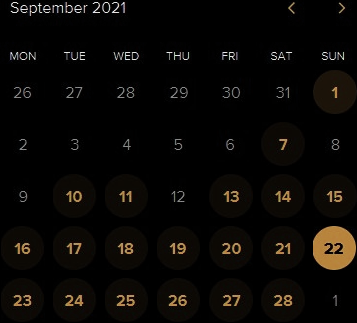 September 2021
MON TUE WED THU FRI SAT SUN
26 27 28 29 30 31 1
2 3 4 5 6 7 8
9 10 11 12 13 14 15
16 17 18 19 20 21 22
23 24 25 26 27 28 1